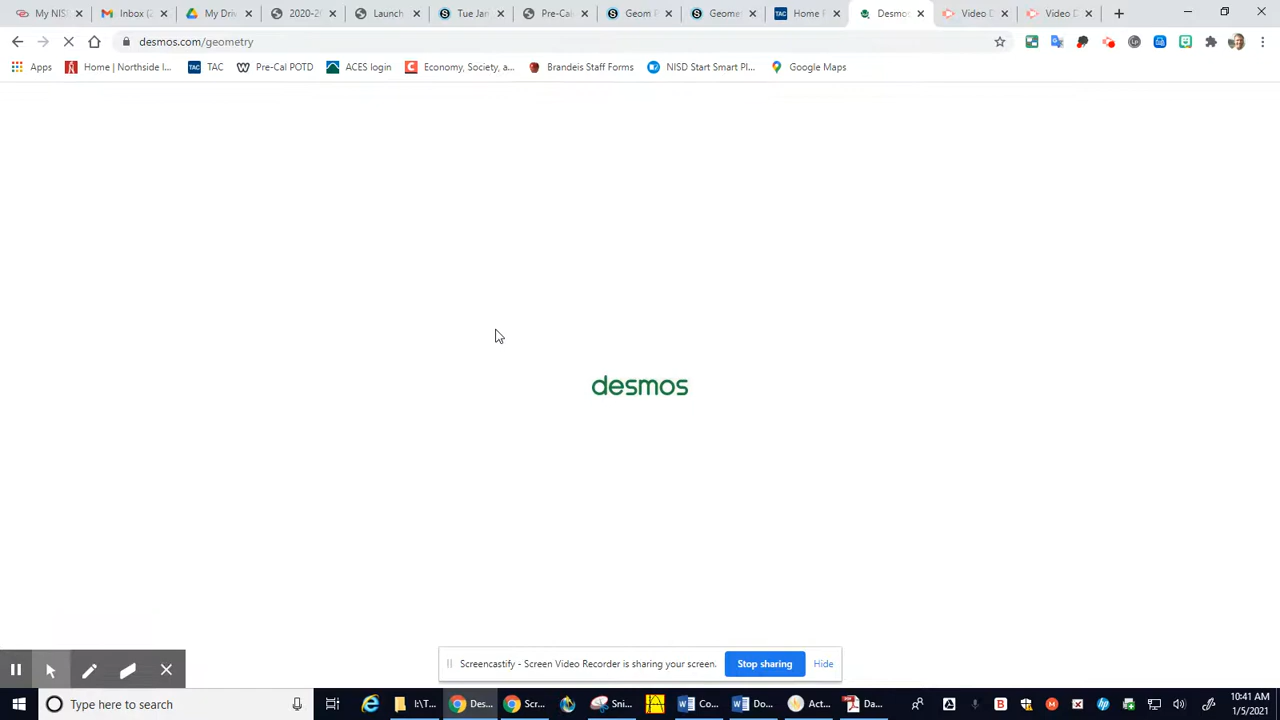 My NIS
Inbox (2
My Driv
2020-2
Launch
Tue Jan
Pre-Cal
Geom P
Geomet
Home P
Desmos
Video D
Video D
desmos.com/geometry
Apps
Home | Northside I...
TAC
Pre-Cal POTD
ACES login
Economy, Society, a...
Brandeis Staff Forms
NISD Start Smart Pl...
Google Maps
desmos
Screencastify - Screen Video Recorder is sharing your screen.
Stop sharing
Hide
Type here to search
I:\T...
Des...
Scr...
Sni...
Co...
Do...
Act...
Da...
10:41 AM
1/5/2021